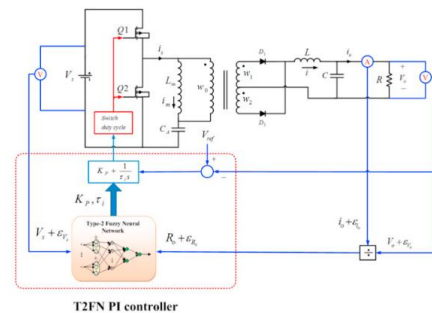 Q1
Q2
V_s
V
i_s
L_m
i_m
w_0
C_A
D_1
w_1
w_2
D_2
L
i
C
i_o
A
R
+
V_o
−
V
Switch
duty cycle
V_ref
+
−
K_P + 1/τ_i s
K_P, τ_i
Type-2 Fuzzy Neural
Network
V_s + ε_Vs
R_o + ε_Ro
i_o + ε_io
V_o + ε_Vo
÷
T2FN PI controller